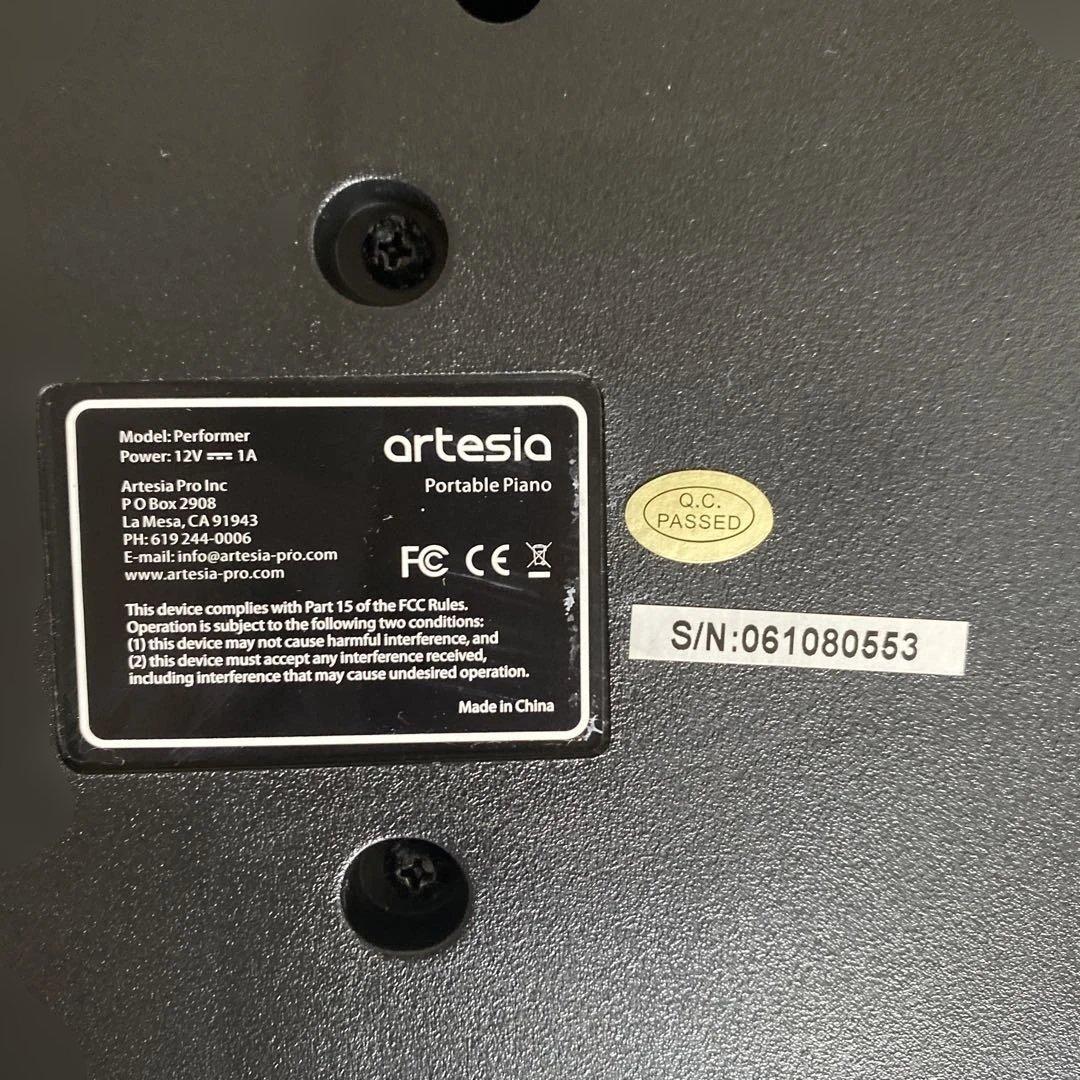 Model: Performer
Power: 12V ⎓ 1A
artesia
Portable Piano
Artesia Pro Inc
P O Box 2908
La Mesa, CA 91943
PH: 619 244-0006
E-mail: info@artesia-pro.com
www.artesia-pro.com
FC CE
This device complies with Part 15 of the FCC Rules.
Operation is subject to the following two conditions:
(1) this device may not cause harmful interference, and
(2) this device must accept any interference received,
including interference that may cause undesired operation.
Made in China
Q.C.
PASSED
S/N:061080553